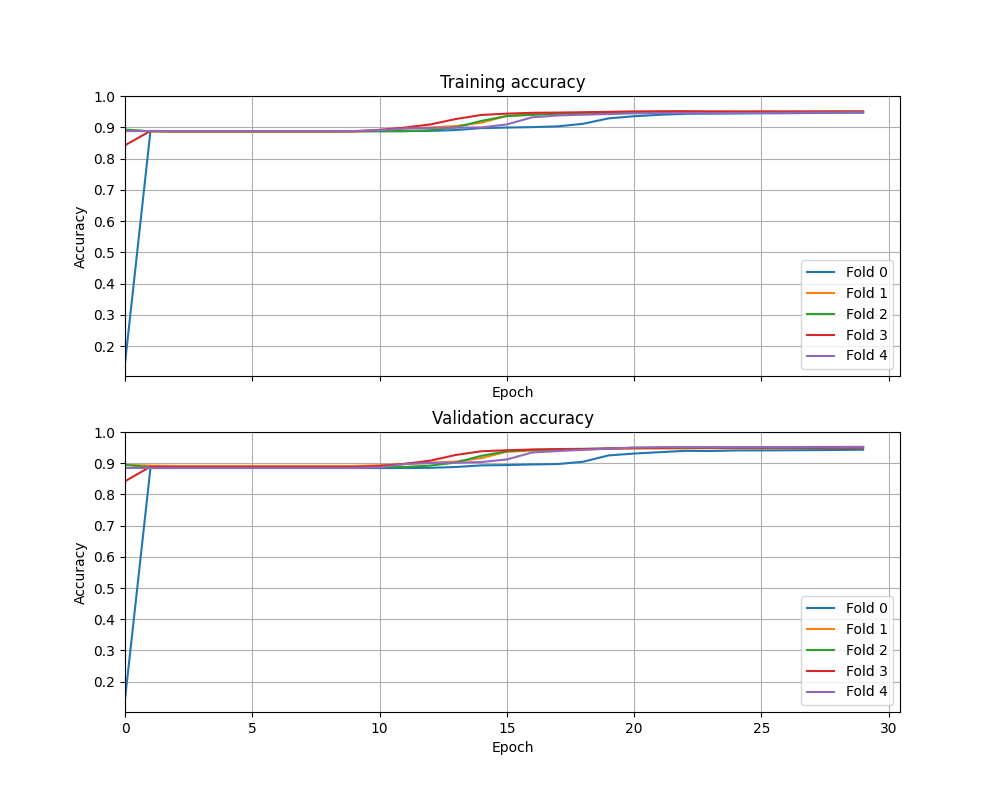 Training accuracy
1.0
0.9
0.8
0.7
0.6
0.5
0.4
0.3
0.2
Accuracy
Fold 0
Fold 1
Fold 2
Fold 3
Fold 4
Epoch
Validation accuracy
1.0
0.9
0.8
0.7
0.6
0.5
0.4
0.3
0.2
Accuracy
Fold 0
Fold 1
Fold 2
Fold 3
Fold 4
0 5 10 15 20 25 30
Epoch